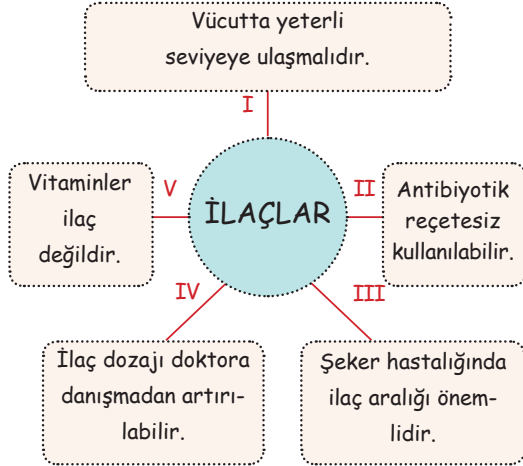 Vücutta yeterli
seviyeye ulaşmalıdır.
I
Vitaminler
ilaç
değildir.
V
İLAÇLAR
II
Antibiyotik
reçetesiz
kullanılabilir.
IV
III
İlaç dozajı doktora
danışmadan artırı-
labilir.
Şeker hastalığında
ilaç aralığı önem-
lidir.